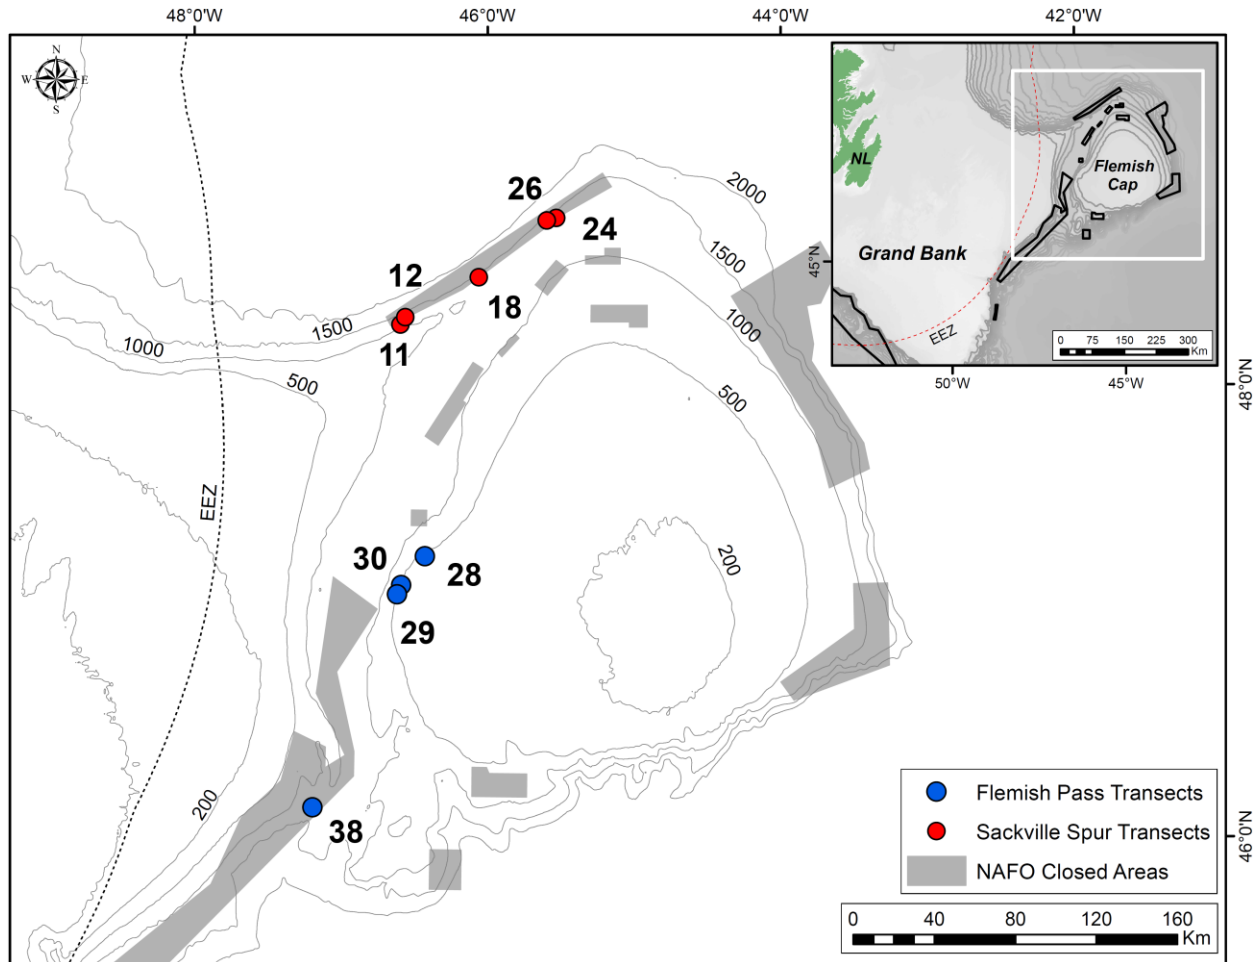 48°0'W
46°0'W
44°0'W
42°0'W
N
W
E
S
NL
Flemish
Cap
Grand Bank
EEZ
45°N
0 75 150 225 300
Km
50°W
45°W
48°0'N
46°0'N
2000
1500
1000
500
200
26
24
12
18
11
1500
1000
500
EEZ
30
28
29
200
38
Flemish Pass Transects
Sackville Spur Transects
NAFO Closed Areas
0 40 80 120 160
Km